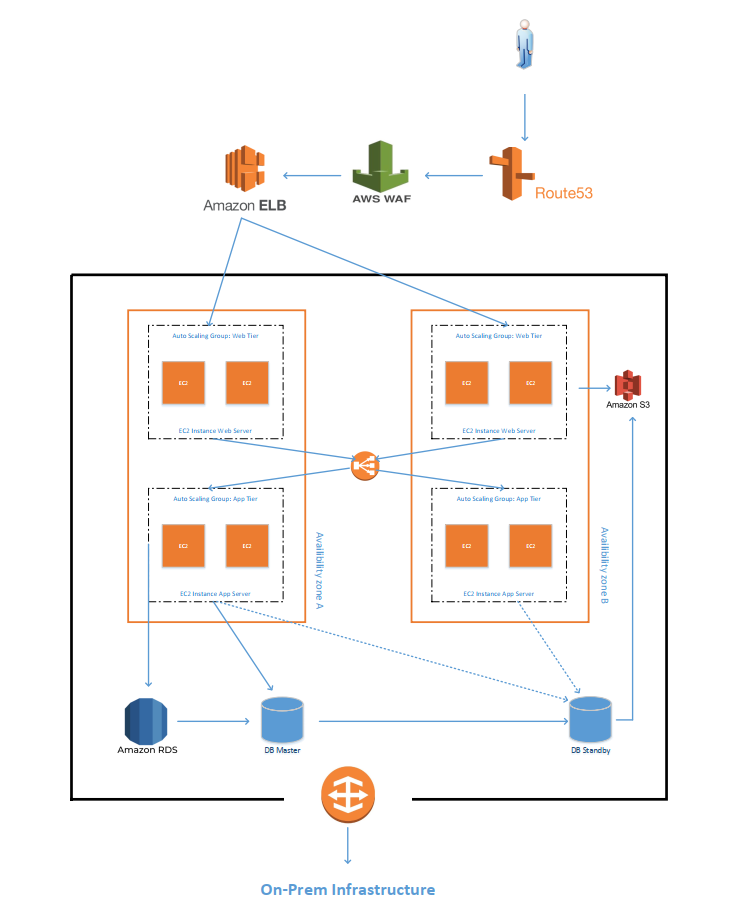 Route53
AWS WAF
Amazon ELB
Auto Scaling Group: Web Tier
EC2
EC2
EC2 Instance Web Server
Auto Scaling Group: Web Tier
EC2
EC2
EC2 Instance Web Server
Amazon S3
Auto Scaling Group: App Tier
EC2
EC2
EC2 Instance App Server
Availibility zone A
Auto Scaling Group: App Tier
EC2
EC2
EC2 Instance App Server
Availibility zone B
Amazon RDS
DB Master
DB Standby
On-Prem Infrastructure